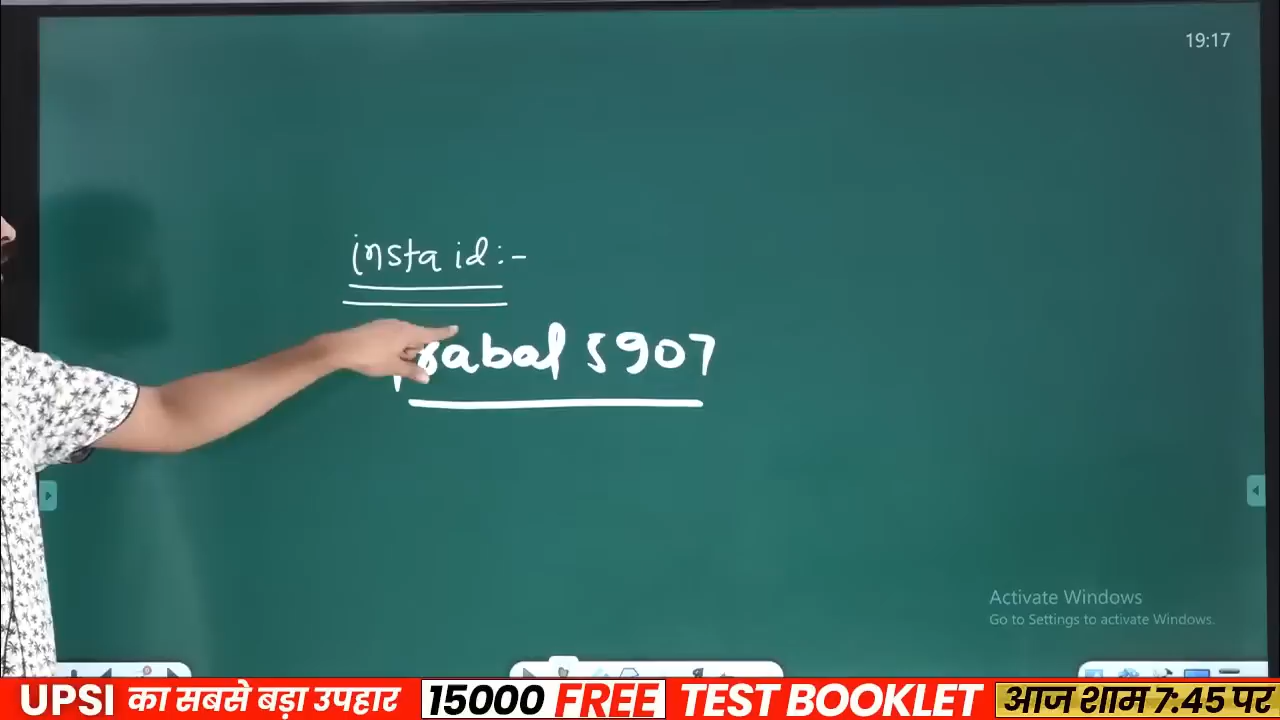 19:17
insta id:-
prabal 5907
Activate Windows
Go to Settings to activate Windows.
UPSI का सबसे बड़ा उपहार 15000 FREE TEST BOOKLET आज शाम 7:45 पर